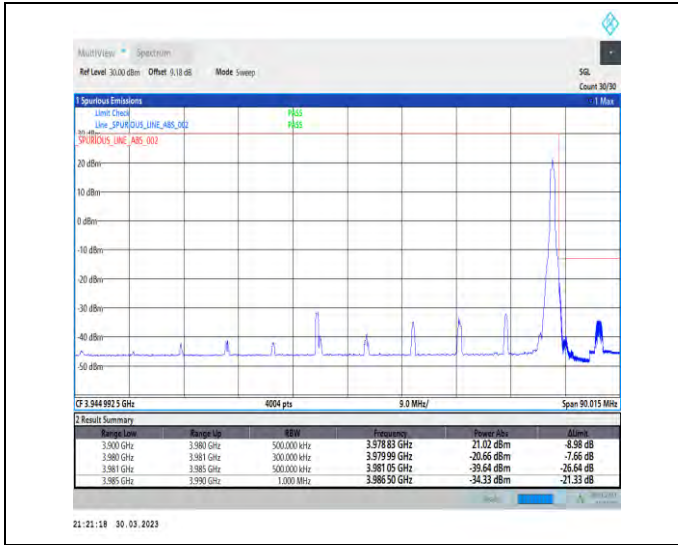 MultiView Spectrum
Ref Level 30.00 dBm Offset 9.18 dB Mode Sweep SGL
Count 30/30
1 Spurious Emissions 1 Max
Limit Check PASS
Line _SPURIOUS_LINE_ABS_002 PASS
30 dBm
_SPURIOUS_LINE_ABS_002
20 dBm
10 dBm
0 dBm
-10 dBm
-20 dBm
-30 dBm
-40 dBm
-50 dBm
CF 3.944 992 5 GHz 4004 pts 9.0 MHz/ Span 90.015 MHz
2 Result Summary
Range Low Range Up RBW Frequency Power Abs ΔLimit
3.900 GHz 3.980 GHz 500.000 kHz 3.978 83 GHz 21.02 dBm -8.98 dB
3.980 GHz 3.981 GHz 300.000 kHz 3.979 99 GHz -20.66 dBm -7.66 dB
3.981 GHz 3.985 GHz 500.000 kHz 3.981 05 GHz -39.64 dBm -26.64 dB
3.985 GHz 3.990 GHz 1.000 MHz 3.986 50 GHz -34.33 dBm -21.33 dB
21:21:18 30.03.2023